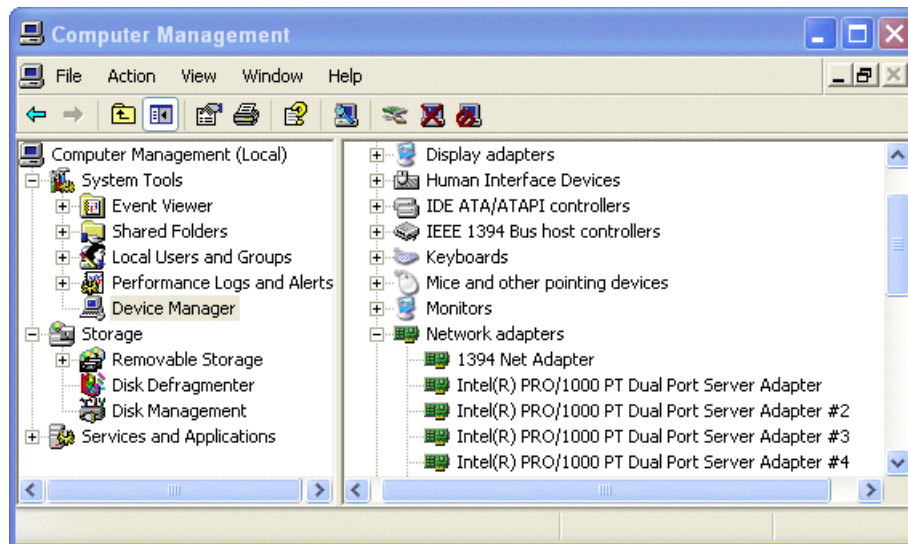 Computer Management
File Action View Window Help
Computer Management (Local)
System Tools
Event Viewer
Shared Folders
Local Users and Groups
Performance Logs and Alerts
Device Manager
Storage
Removable Storage
Disk Defragmenter
Disk Management
Services and Applications
Display adapters
Human Interface Devices
IDE ATA/ATAPI controllers
IEEE 1394 Bus host controllers
Keyboards
Mice and other pointing devices
Monitors
Network adapters
1394 Net Adapter
Intel(R) PRO/1000 PT Dual Port Server Adapter
Intel(R) PRO/1000 PT Dual Port Server Adapter #2
Intel(R) PRO/1000 PT Dual Port Server Adapter #3
Intel(R) PRO/1000 PT Dual Port Server Adapter #4